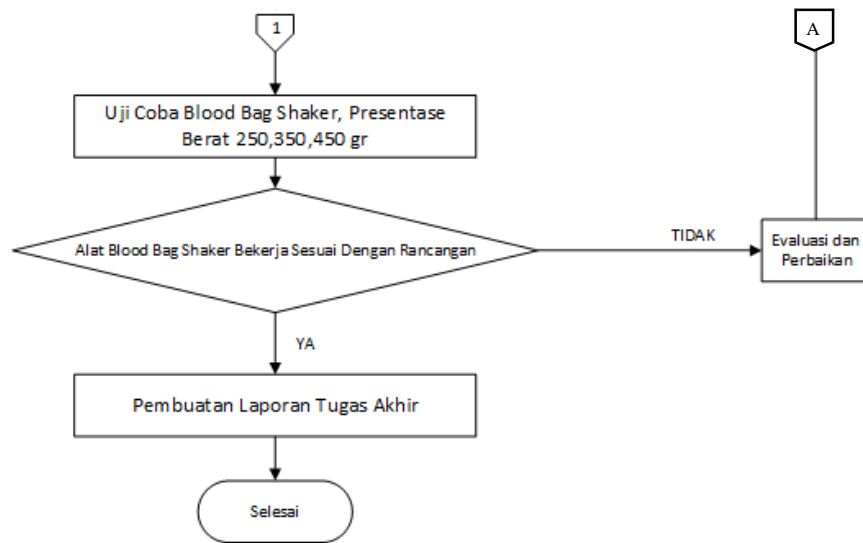 1
A
Uji Coba Blood Bag Shaker, Presentase
Berat 250,350,450 gr
Alat Blood Bag Shaker Bekerja Sesuai Dengan Rancangan
TIDAK
Evaluasi dan
Perbaikan
YA
Pembuatan Laporan Tugas Akhir
Selesai